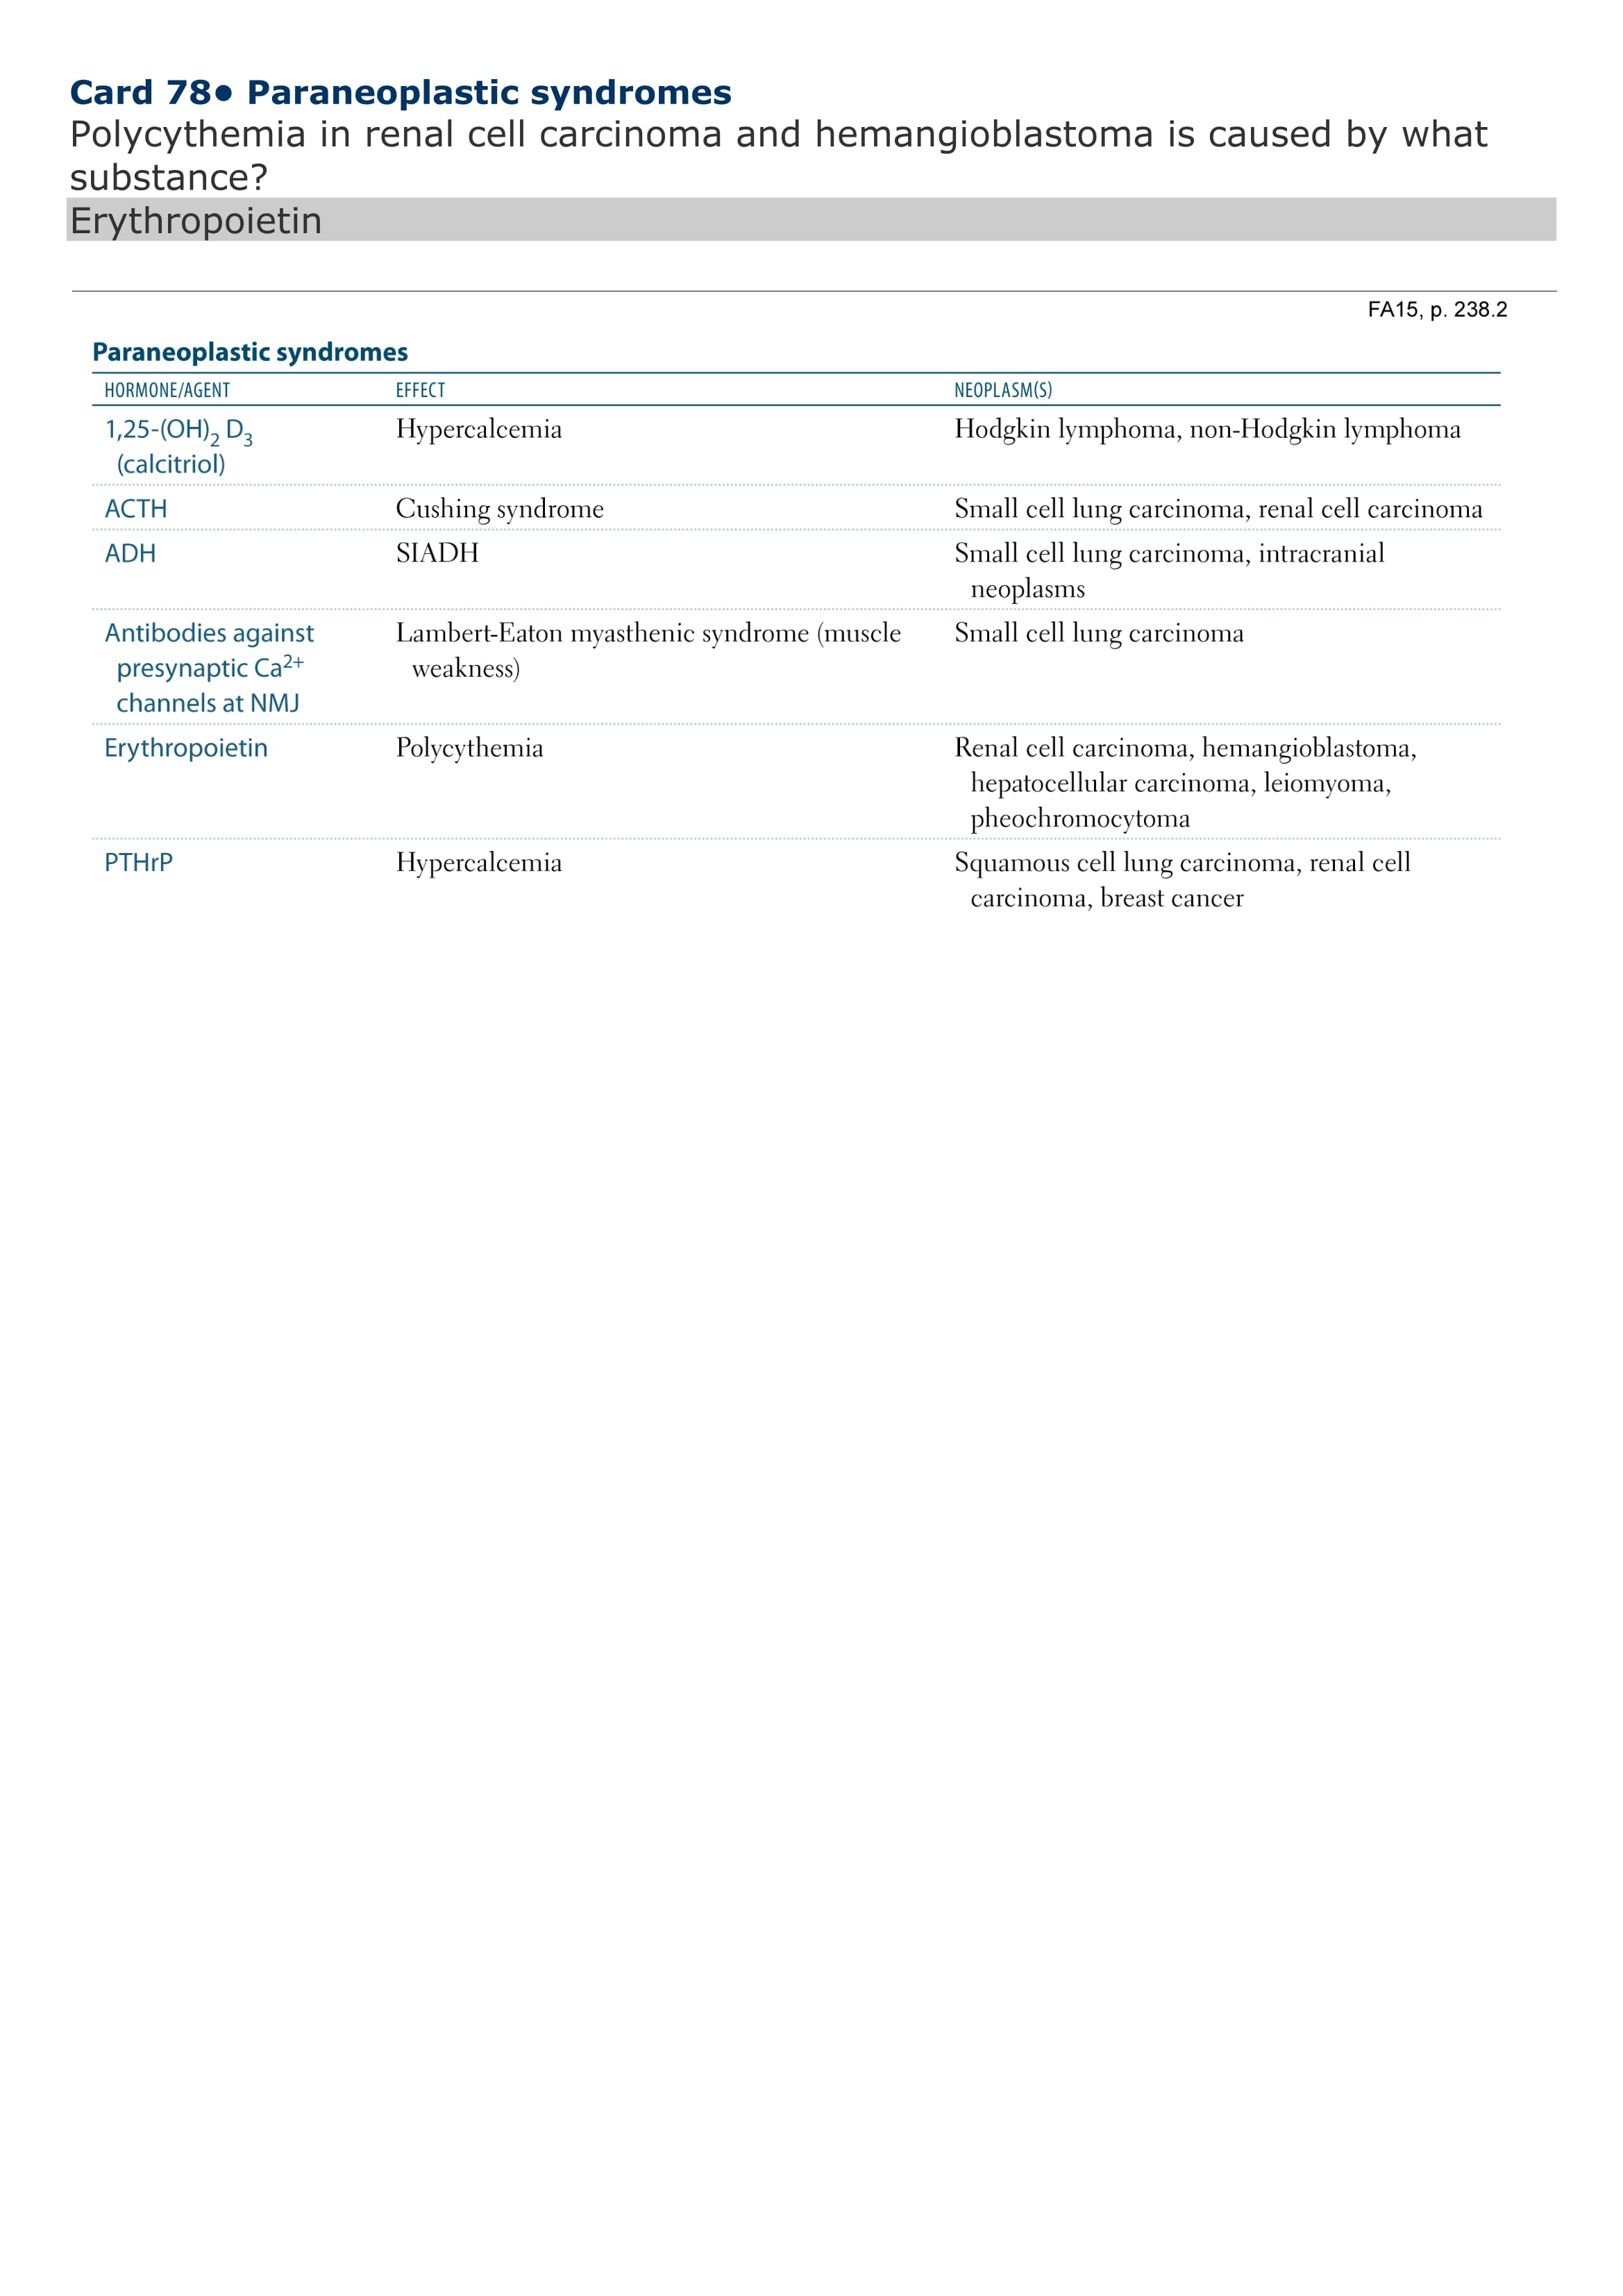 Card 78● Paraneoplastic syndromes
Polycythemia in renal cell carcinoma and hemangioblastoma is caused by what
substance?
Erythropoietin
FA15, p. 238.2
Paraneoplastic syndromes
HORMONE/AGENT EFFECT NEOPLASM(S)
1,25-(OH)₂ D₃ Hypercalcemia Hodgkin lymphoma, non-Hodgkin lymphoma
(calcitriol)
ACTH Cushing syndrome Small cell lung carcinoma, renal cell carcinoma
ADH SIADH Small cell lung carcinoma, intracranial
neoplasms
Antibodies against Lambert-Eaton myasthenic syndrome (muscle Small cell lung carcinoma
presynaptic Ca²⁺ weakness)
channels at NMJ
Erythropoietin Polycythemia Renal cell carcinoma, hemangioblastoma,
hepatocellular carcinoma, leiomyoma,
pheochromocytoma
PTHrP Hypercalcemia Squamous cell lung carcinoma, renal cell
carcinoma, breast cancer